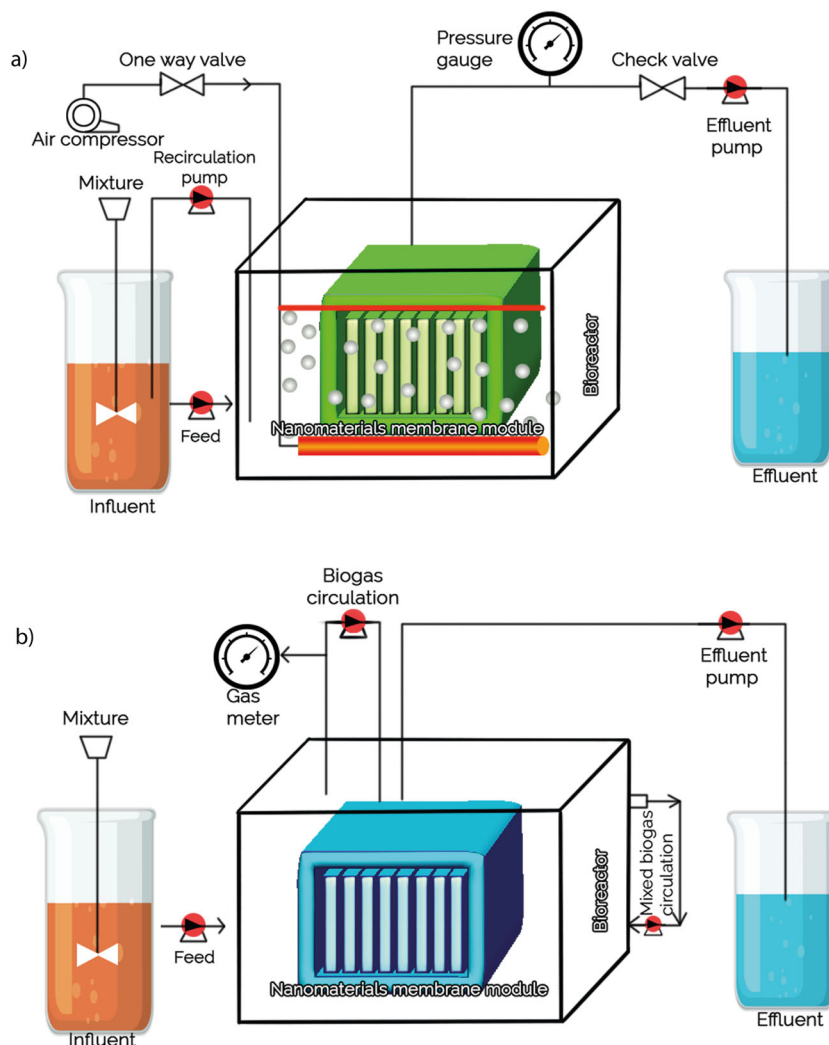 a)
One way valve
Pressure
gauge
Check valve
Air compressor
Effluent
pump
Recirculation
pump
Mixture
Bioreactor
Feed
Nanomaterials membrane module
Influent
Effluent
b)
Biogas
circulation
Effluent
pump
Gas
meter
Mixture
Mixed biogas
circulation
Bioreactor
Feed
Nanomaterials membrane module
Influent
Effluent